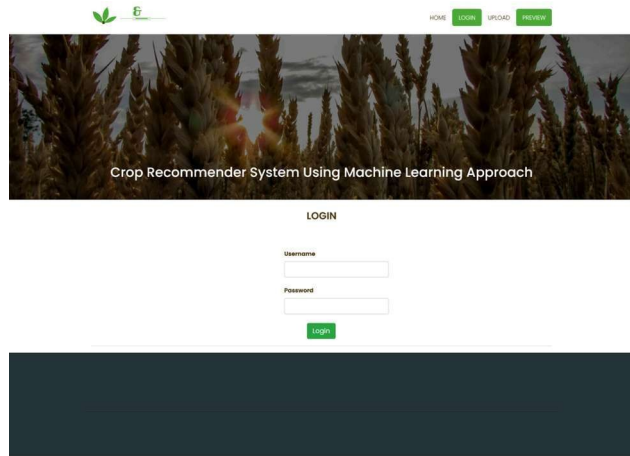 &
HOME LOGIN UPLOAD PREVIEW
Crop Recommender System Using Machine Learning Approach
LOGIN
Username
Password
Login